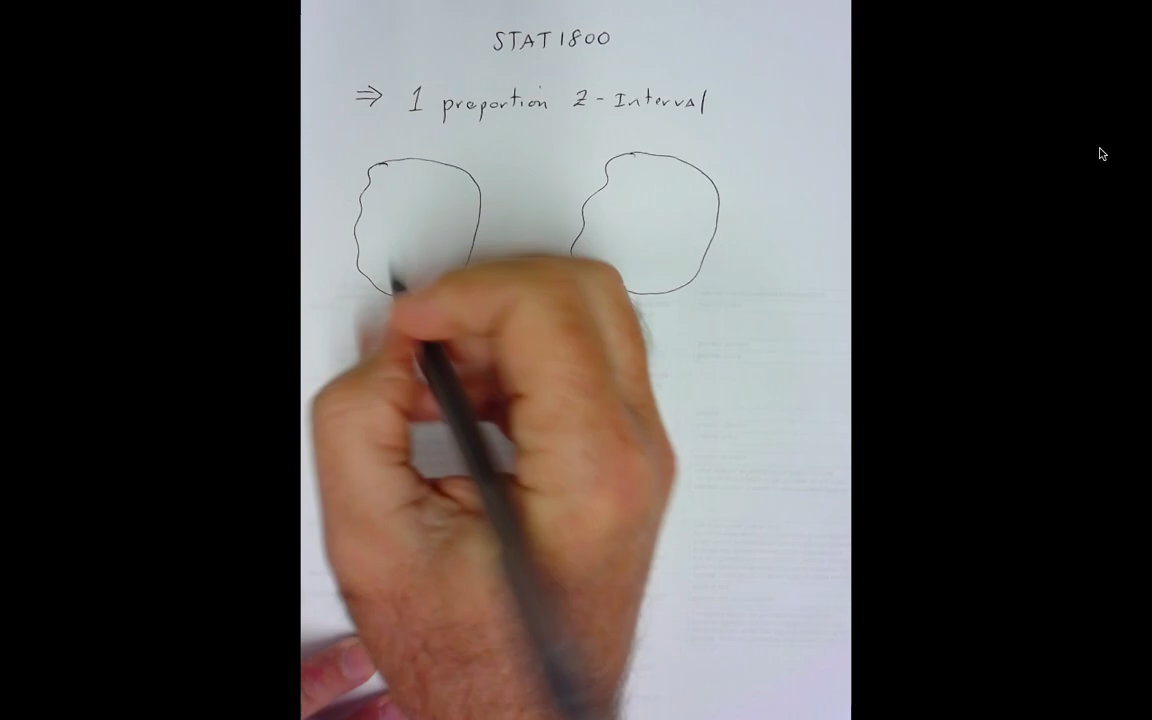 STAT 1800
⇒ 1 proportion Z-Interval